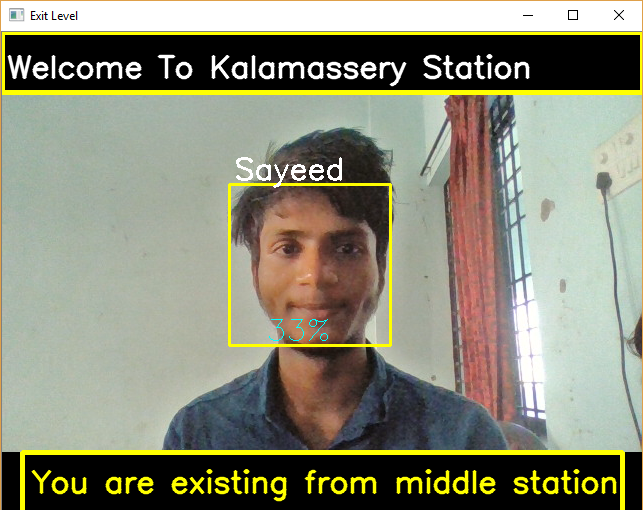 Exit Level
Welcome To Kalamassery Station
Sayeed
33%
You are existing from middle station